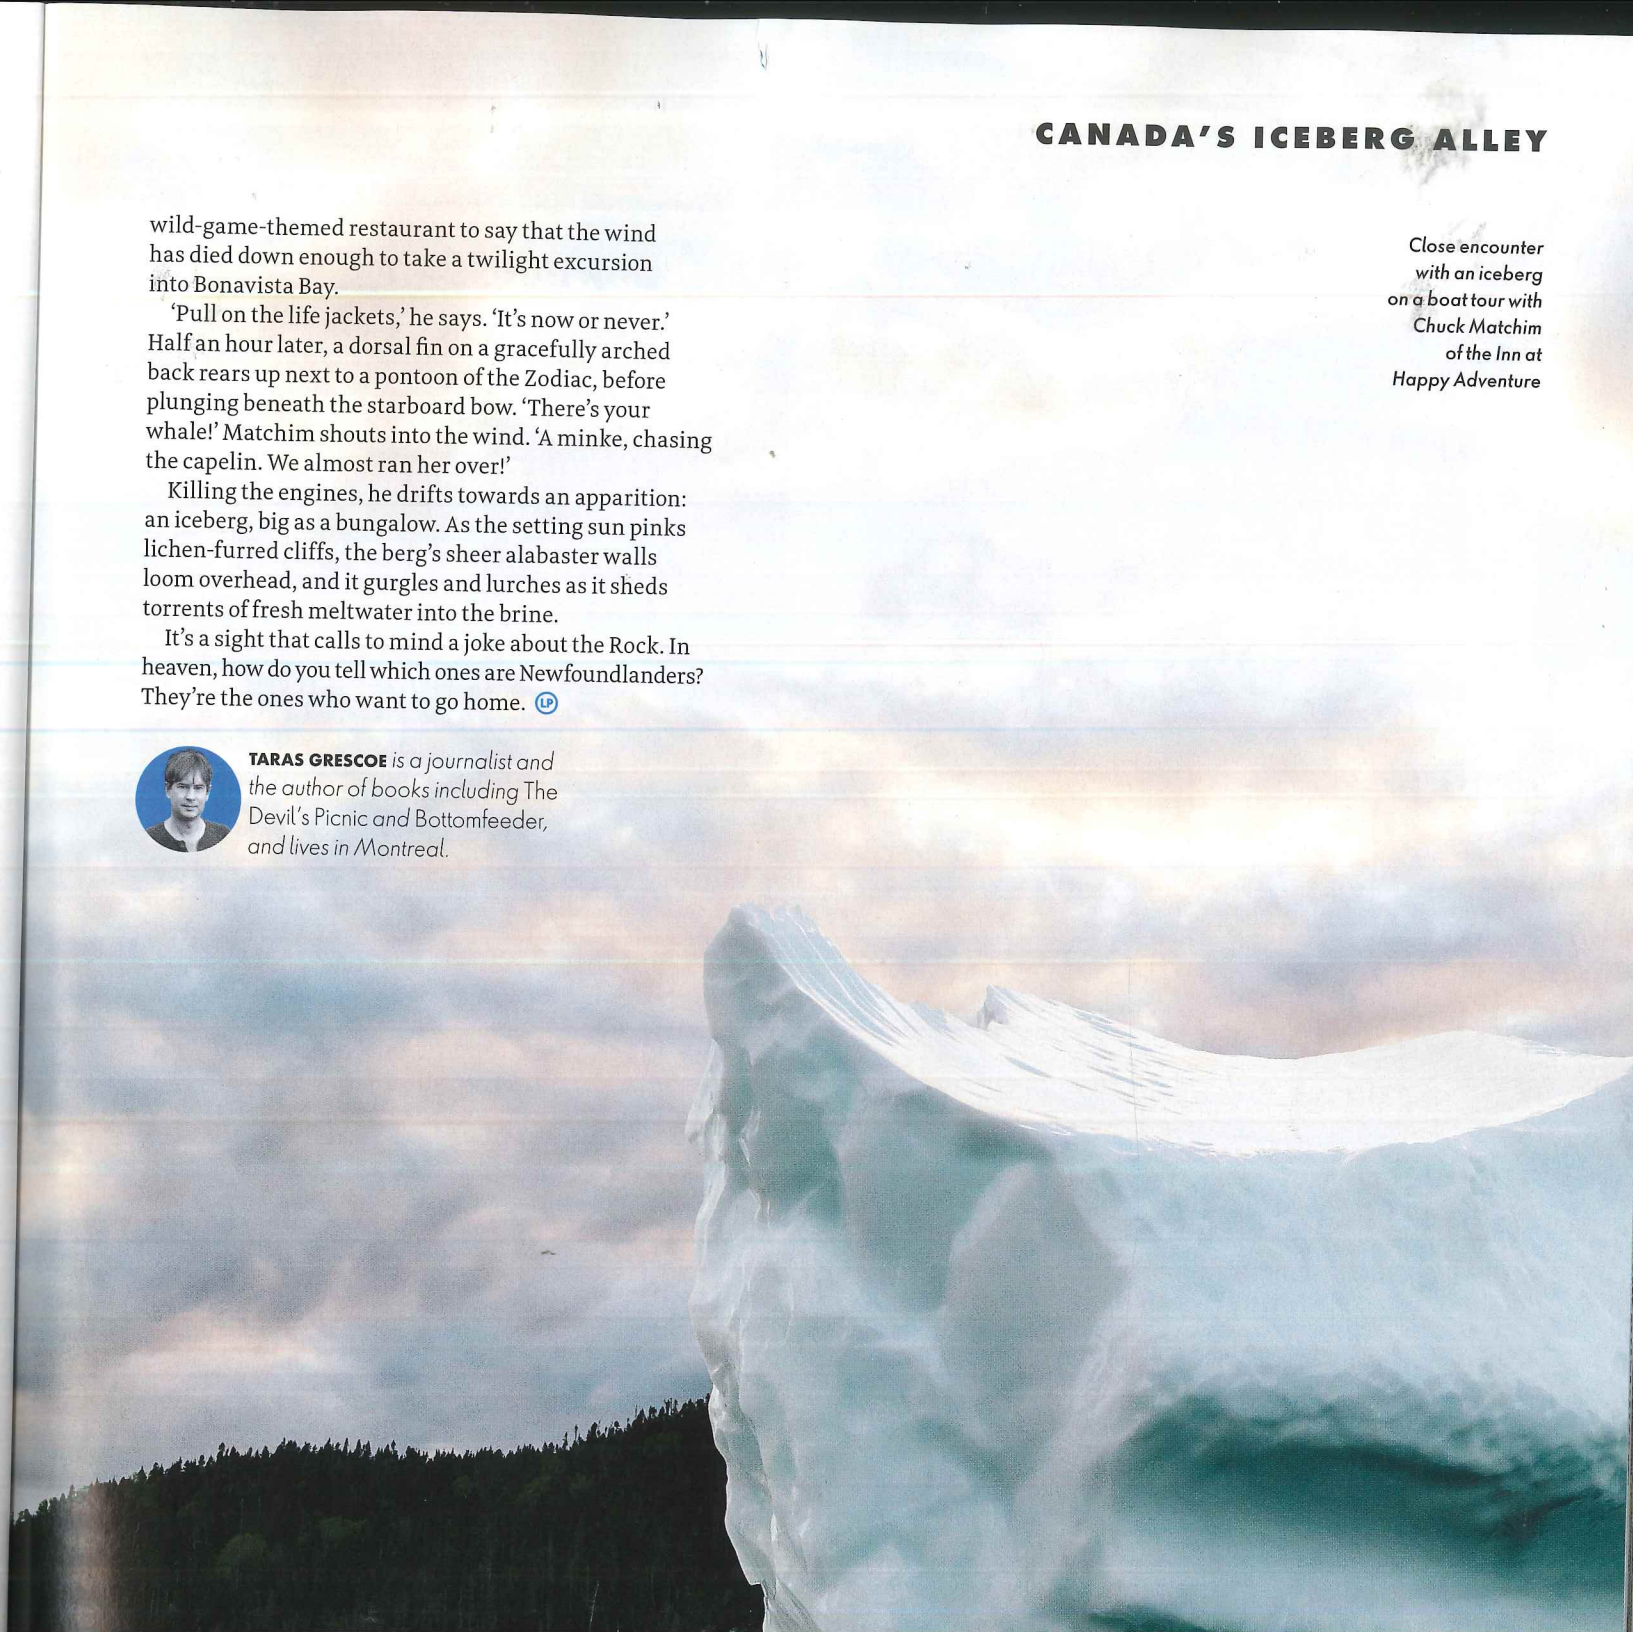 CANADA'S ICEBERG ALLEY
wild-game-themed restaurant to say that the wind
has died down enough to take a twilight excursion
into Bonavista Bay.
‘Pull on the life jackets,’ he says. ‘It’s now or never.’
Half an hour later, a dorsal fin on a gracefully arched
back rears up next to a pontoon of the Zodiac, before
plunging beneath the starboard bow. ‘There’s your
whale!’ Matchim shouts into the wind. ‘A minke, chasing
the capelin. We almost ran her over!’
Killing the engines, he drifts towards an apparition:
an iceberg, big as a bungalow. As the setting sun pinks
lichen-furred cliffs, the berg’s sheer alabaster walls
loom overhead, and it gurgles and lurches as it sheds
torrents of fresh meltwater into the brine.
It’s a sight that calls to mind a joke about the Rock. In
heaven, how do you tell which ones are Newfoundlanders?
They’re the ones who want to go home. LP
TARAS GRESCOE is a journalist and
the author of books including The
Devil’s Picnic and Bottomfeeder,
and lives in Montreal.
Close encounter
with an iceberg
on a boat tour with
Chuck Matchim
of the Inn at
Happy Adventure